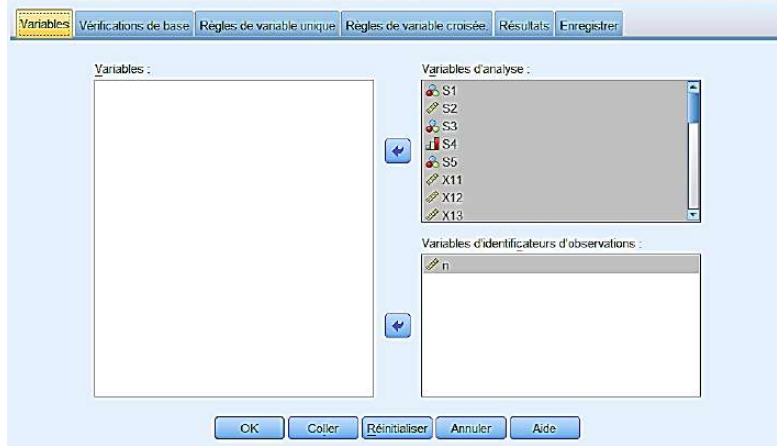 Variables Vérifications de base Règles de variable unique Règles de variable croisée, Résultats Enregistrer
Variables :
Variables d'analyse :
S1
S2
S3
S4
S5
X11
X12
X13
Variables d'identificateurs d'observations :
n
OK Coller Réinitialiser Annuler Aide